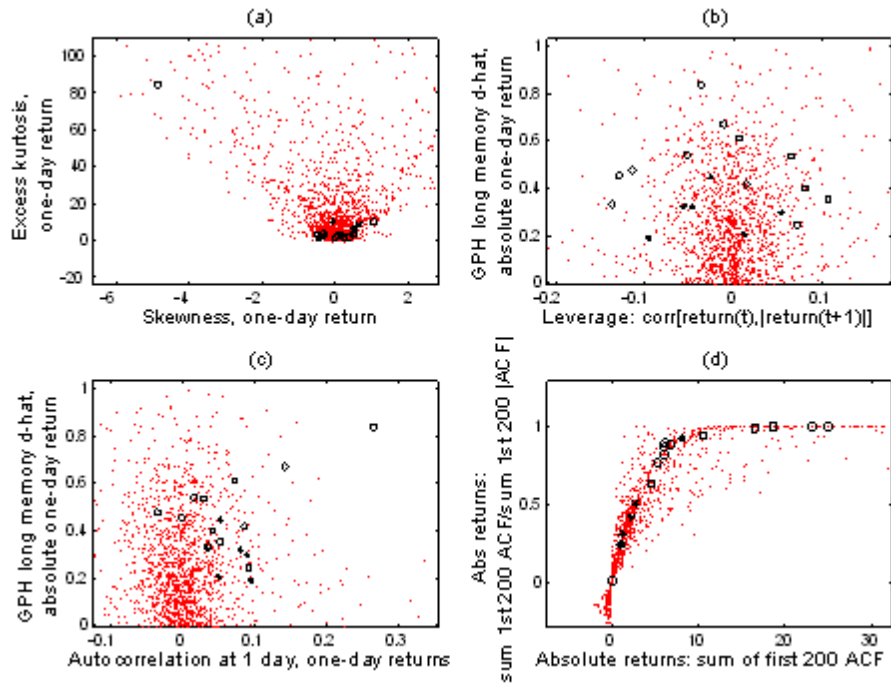 (a)
Excess kurtosis,
one-day return
100
80
60
40
20
0
-20
-6 -4 -2 0 2
Skewness, one-day return
(b)
GPH long memory d-hat,
absolute one-day return
1
0.8
0.6
0.4
0.2
0
-0.2 -0.1 0 0.1
Leverage: corr[return(t),|return(t+1)|]
(c)
GPH long memory d-hat,
absolute one-day return
1
0.8
0.6
0.4
0.2
0
-0.1 0 0.1 0.2 0.3
Autocorrelation at 1 day, one-day returns
(d)
Abs returns:
sum 1st 200 ACF/sum 1st 200 |ACF|
1
0.5
0
0 10 20 30
Absolute returns: sum of first 200 ACF